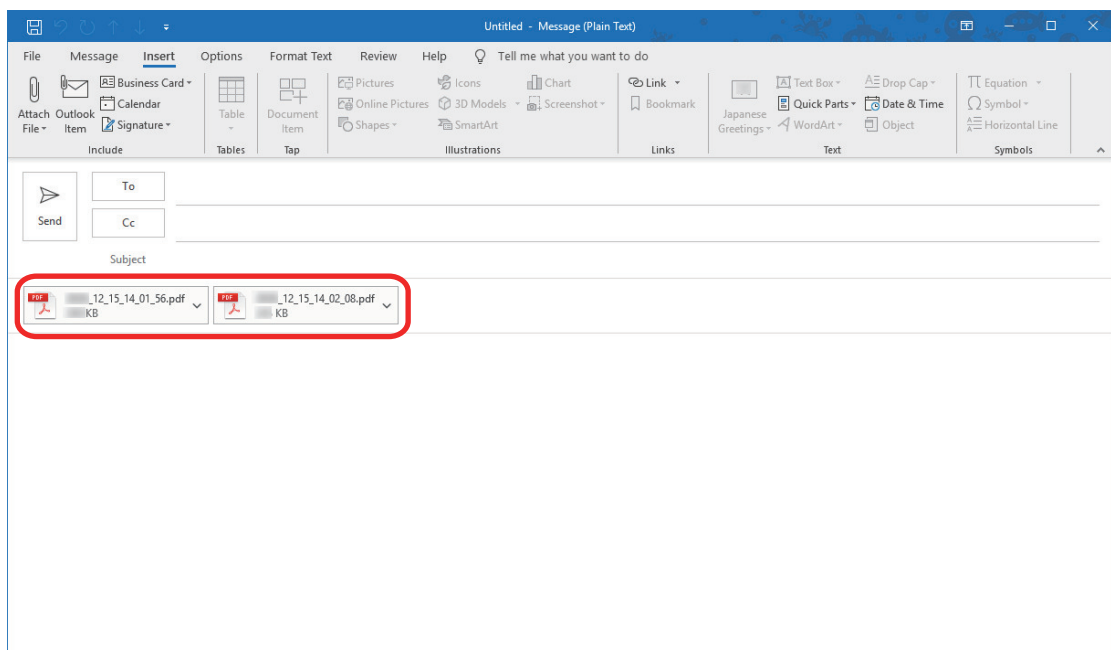 Untitled - Message (Plain Text)
File Message Insert Options Format Text Review Help Tell me what you want to do
Attach File
Outlook Item
Business Card
Calendar
Signature
Include
Table
Tables
Document Item
Tap
Pictures
Online Pictures
Shapes
Icons
3D Models
SmartArt
Chart
Screenshot
Illustrations
Link
Bookmark
Links
Japanese Greetings
Text Box
Quick Parts
WordArt
Drop Cap
Date & Time
Object
Text
Equation
Symbol
Horizontal Line
Symbols
Send
To
Cc
Subject
PDF
_12_15_14_01_56.pdf
KB
PDF
_12_15_14_02_08.pdf
KB